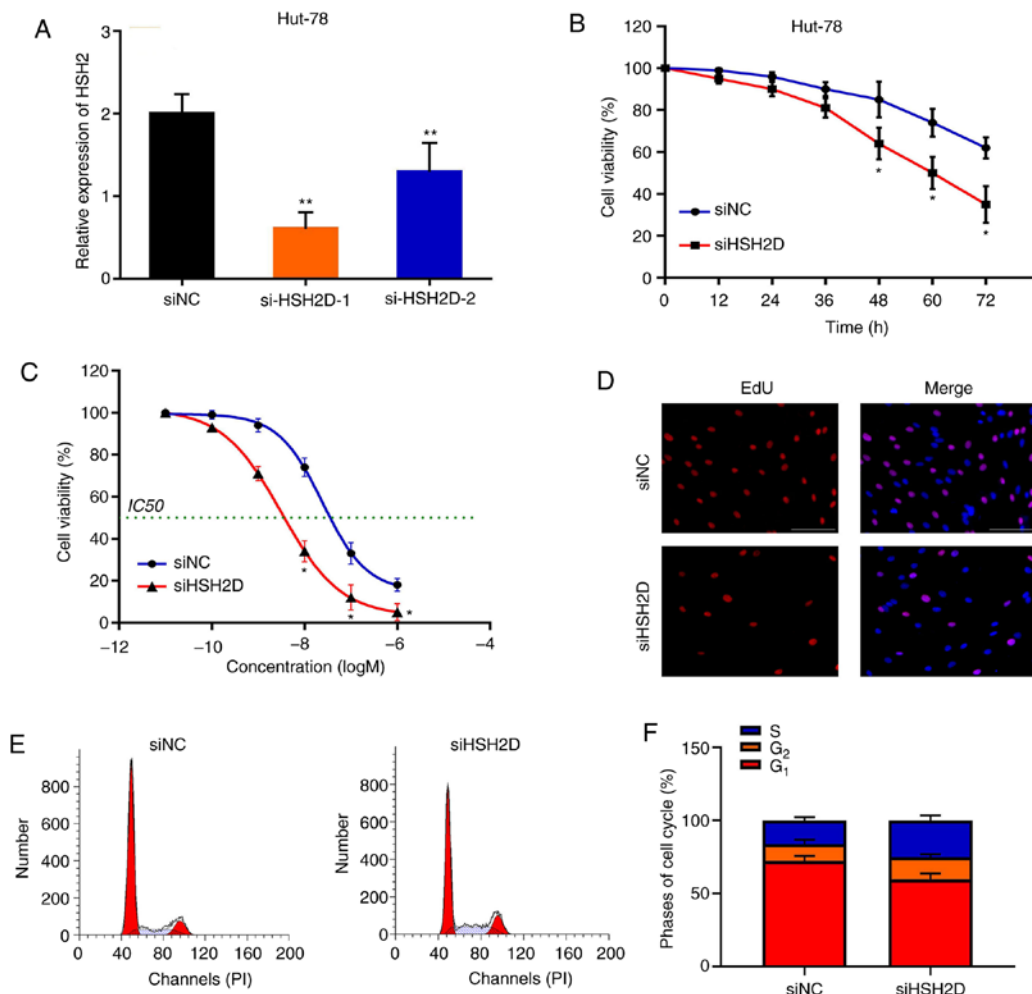 A
Hut-78
Relative expression of HSH2
3
2
1
0
**
**
siNC
si-HSH2D-1
si-HSH2D-2
B
Hut-78
Cell viability (%)
120
100
80
60
40
20
0
siNC
siHSH2D
*
*
*
0 12 24 36 48 60 72
Time (h)
C
Cell viability (%)
120
100
80
60
40
20
0
IC50
siNC
siHSH2D
*
*
*
−12 −10 −8 −6 −4
Concentration (logM)
D
EdU Merge
siNC
siHSH2D
E
siNC
Number
800
600
400
200
0
0 40 80 120 160 200
Channels (PI)
siHSH2D
Number
800
600
400
200
0
0 40 80 120 160 200
Channels (PI)
F
S
G2
G1
Phases of cell cycle (%)
150
100
50
0
siNC siHSH2D